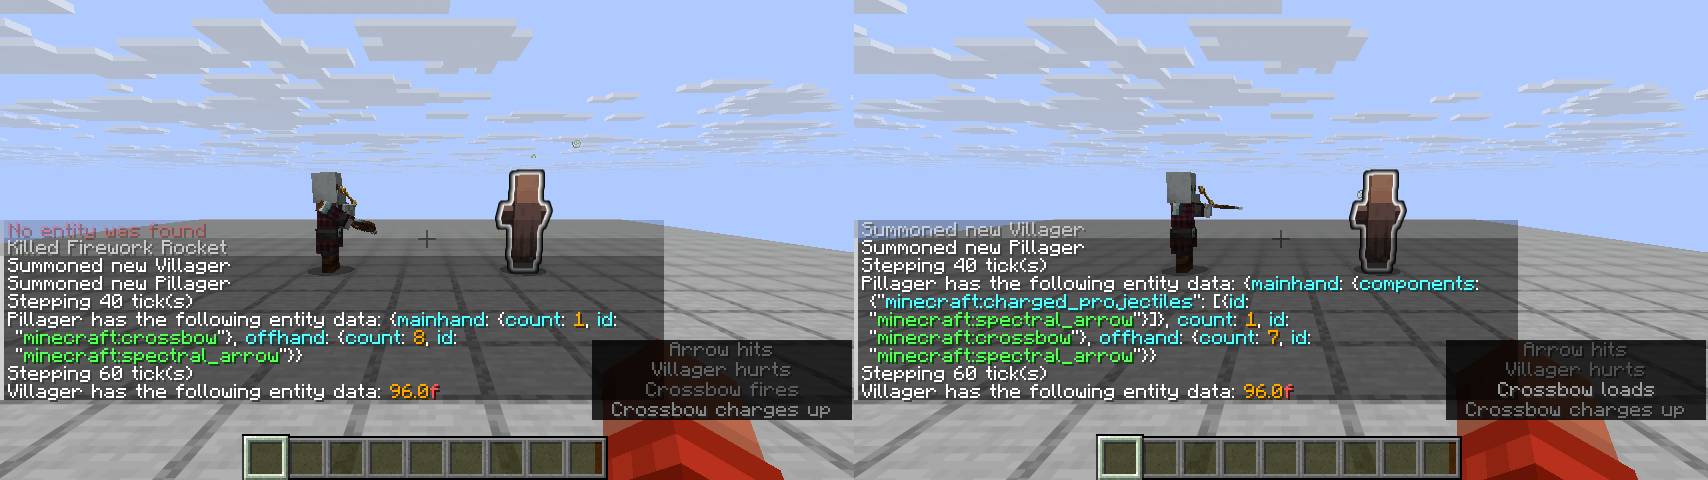 No entity was found
Killed Firework Rocket
Summoned new Villager
Summoned new Pillager
Stepping 40 tick(s)
Pillager has the following entity data: {mainhand: {count: 1, id:
"minecraft:crossbow"}, offhand: {count: 8, id:
"minecraft:spectral_arrow"}}
Stepping 60 tick(s)
Villager has the following entity data: 96.0f
Arrow hits
Villager hurts
Crossbow fires
Crossbow charges up
Summoned new Villager
Summoned new Pillager
Stepping 40 tick(s)
Pillager has the following entity data: {mainhand: {components:
{"minecraft:charged_projectiles": [{id:
"minecraft:spectral_arrow"}]}, count: 1, id:
"minecraft:crossbow"}, offhand: {count: 7, id:
"minecraft:spectral_arrow"}}
Stepping 60 tick(s)
Villager has the following entity data: 96.0f
Arrow hits
Villager hurts
Crossbow loads
Crossbow charges up